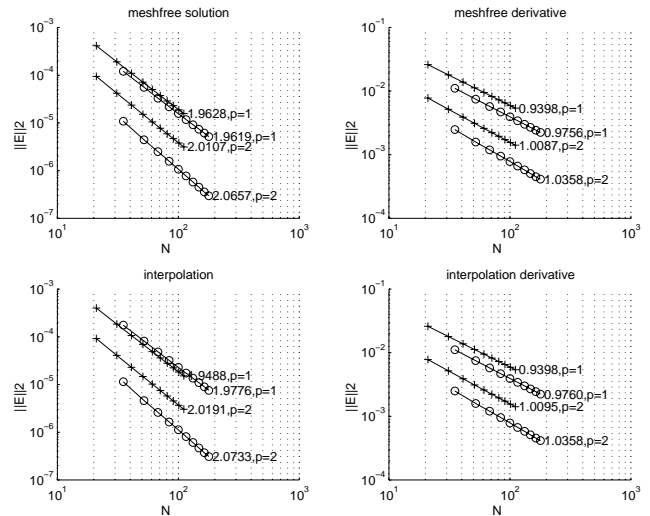 meshfree solution
10^-3
10^-4
10^-5
10^-6
10^-7
||E||2
1.9628,p=1
1.9619,p=1
2.0107,p=2
2.0657,p=2
10^1
10^2
10^3
N
meshfree derivative
10^-1
10^-2
10^-3
10^-4
||E||2
0.9398,p=1
0.9756,p=1
1.0087,p=2
1.0358,p=2
10^1
10^2
10^3
N
interpolation
10^-3
10^-4
10^-5
10^-6
10^-7
||E||2
.9488,p=1
1.9776,p=1
2.0191,p=2
2.0733,p=2
10^1
10^2
10^3
N
interpolation derivative
10^-1
10^-2
10^-3
10^-4
||E||2
0.9398,p=1
0.9760,p=1
1.0095,p=2
1.0358,p=2
10^1
10^2
10^3
N